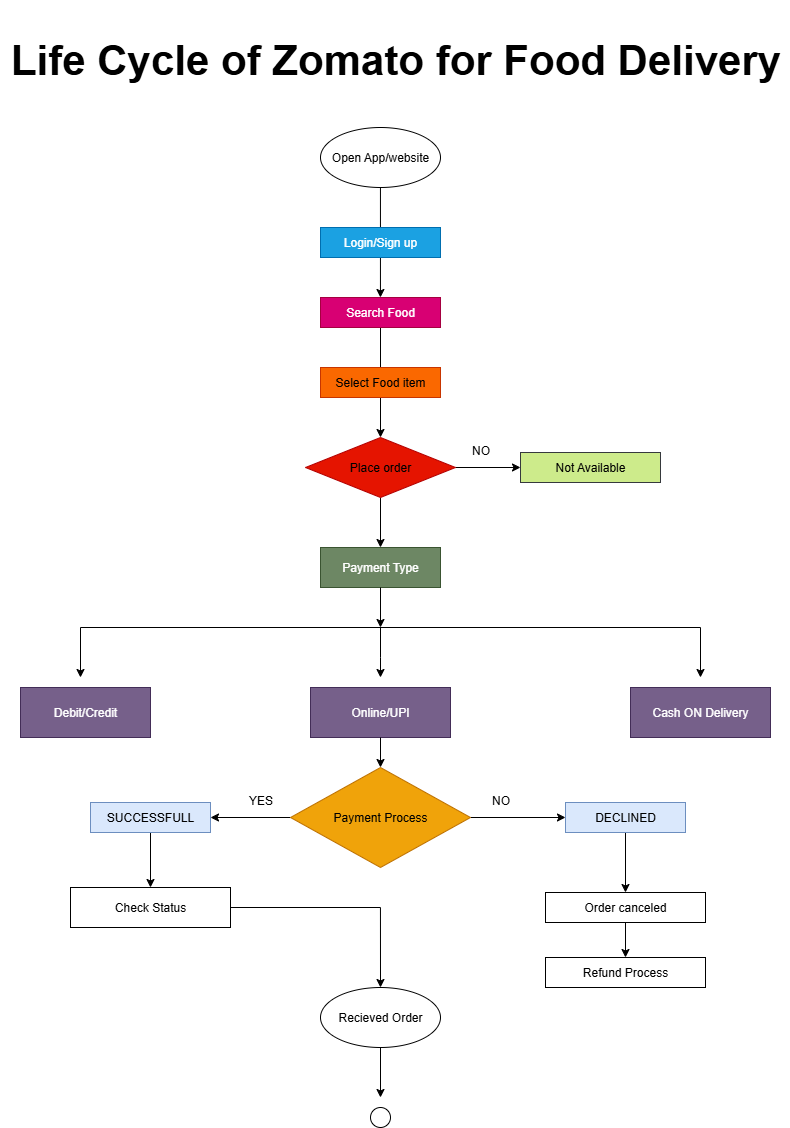 Life Cycle of Zomato for Food Delivery
Open App/website
Login/Sign up
Search Food
Select Food item
Place order
NO
Not Available
Payment Type
Debit/Credit
Online/UPI
Cash ON Delivery
YES
NO
SUCCESSFULL
Payment Process
DECLINED
Check Status
Order canceled
Refund Process
Recieved Order